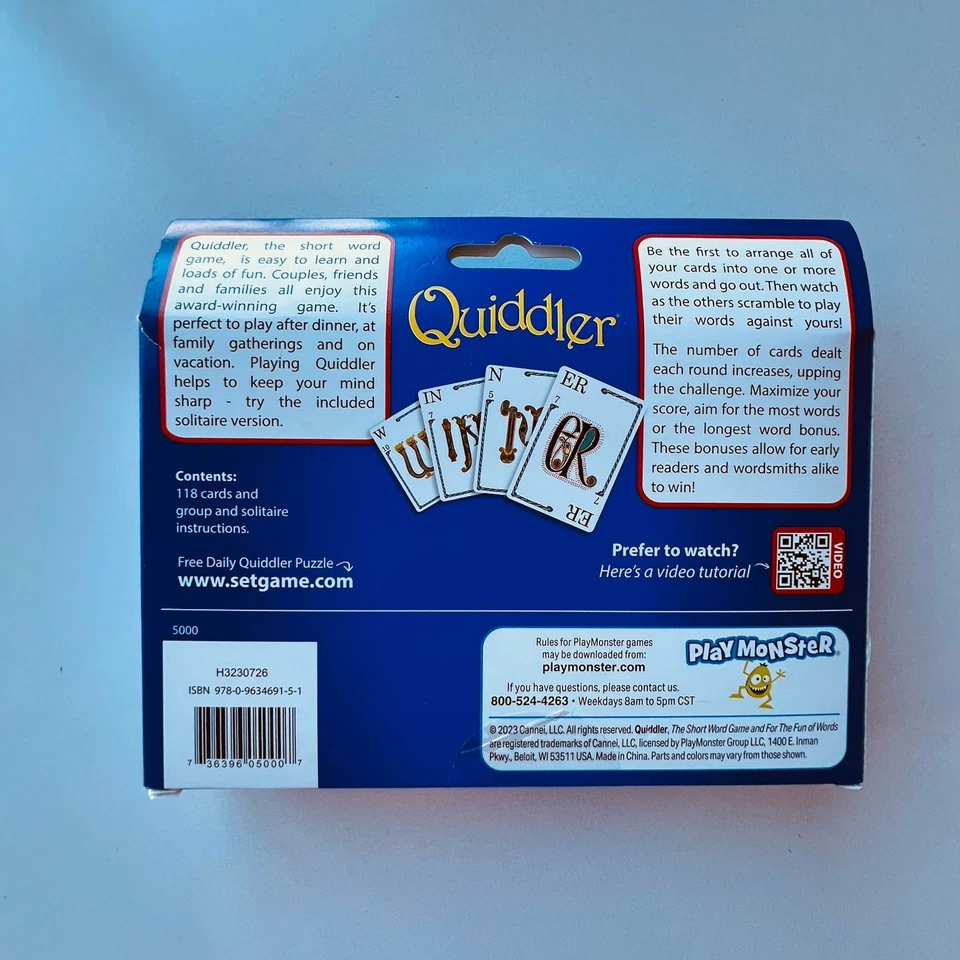 Quiddler, the short word
game, is easy to learn and
loads of fun. Couples, friends
and families all enjoy this
award-winning game. It's
perfect to play after dinner, at
family gatherings and on
vacation. Playing Quiddler
helps to keep your mind
sharp - try the included
solitaire version.
Contents:
118 cards and
group and solitaire
instructions.
Free Daily Quiddler Puzzle
www.setgame.com
Quiddler
W
10
IN
7
N
5
ER
7
ER
7
ER
Be the first to arrange all of
your cards into one or more
words and go out. Then watch
as the others scramble to play
their words against yours!
The number of cards dealt
each round increases, upping
the challenge. Maximize your
score, aim for the most words
or the longest word bonus.
These bonuses allow for early
readers and wordsmiths alike
to win!
Prefer to watch?
Here's a video tutorial
VIDEO
5000
H3230726
ISBN 978-0-9634691-5-1
7 36396 05000 7
Rules for PlayMonster games
may be downloaded from:
playmonster.com
If you have questions, please contact us.
800-524-4263 • Weekdays 8am to 5pm CST
PLAY MONSTER®
© 2023 Cannei, LLC. All rights reserved. Quiddler, The Short Word Game and For The Fun of Words
are registered trademarks of Cannei, LLC, licensed by PlayMonster Group LLC, 1400 E. Inman
Pkwy., Beloit, WI 53511 USA. Made in China. Parts and colors may vary from those shown.